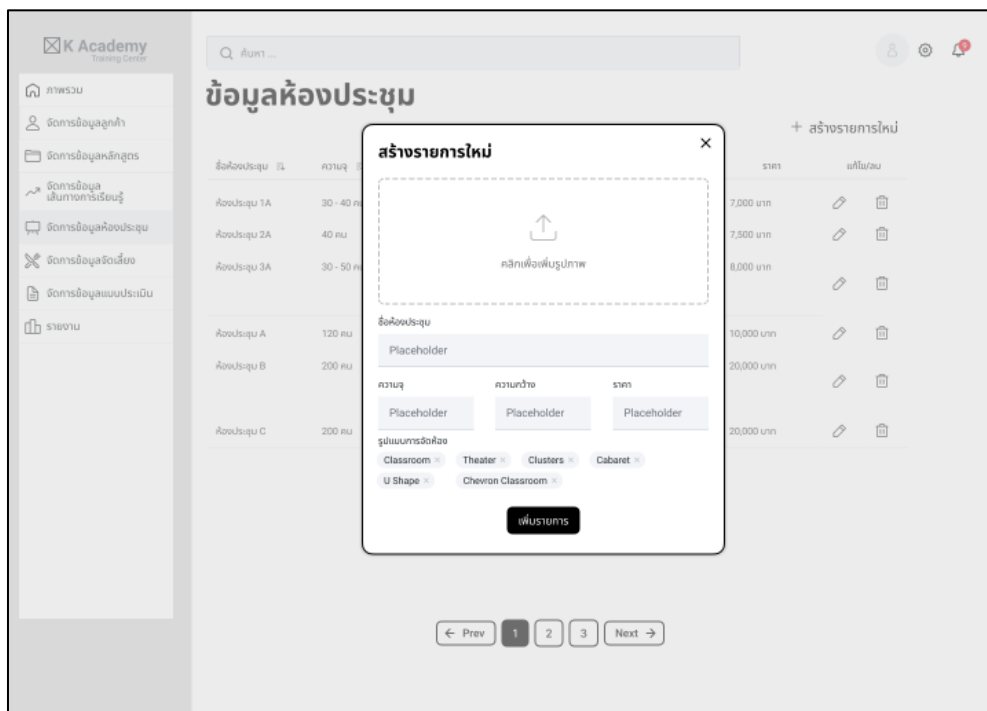 K Academy
Training Center
ค้นหา ...
ภาพรวม
จัดการข้อมูลลูกค้า
จัดการข้อมูลหลักสูตร
จัดการข้อมูล
เส้นทางการเรียนรู้
จัดการข้อมูลห้องประชุม
จัดการข้อมูลจัดเลี้ยง
จัดการข้อมูลแบบประเมิน
รายงาน
ข้อมูลห้องประชุม
+ สร้างรายการใหม่
ชื่อห้องประชุม ความจุ ราคา แก้ไข/ลบ
ห้องประชุม 1A 30 - 40 7,000 บาท
ห้องประชุม 2A 40 คน 7,500 บาท
ห้องประชุม 3A 30 - 50 8,000 บาท
ห้องประชุม A 120 คน 10,000 บาท
ห้องประชุม B 200 คน 20,000 บาท
ห้องประชุม C 200 คน 20,000 บาท
สร้างรายการใหม่
คลิกเพื่อเพิ่มรูปภาพ
ชื่อห้องประชุม
Placeholder
ความจุ ความกว้าง ราคา
Placeholder Placeholder Placeholder
รูปแบบการจัดห้อง
Classroom × Theater × Clusters × Cabaret ×
U Shape × Chevron Classroom ×
เพิ่มรายการ
← Prev 1 2 3 Next →